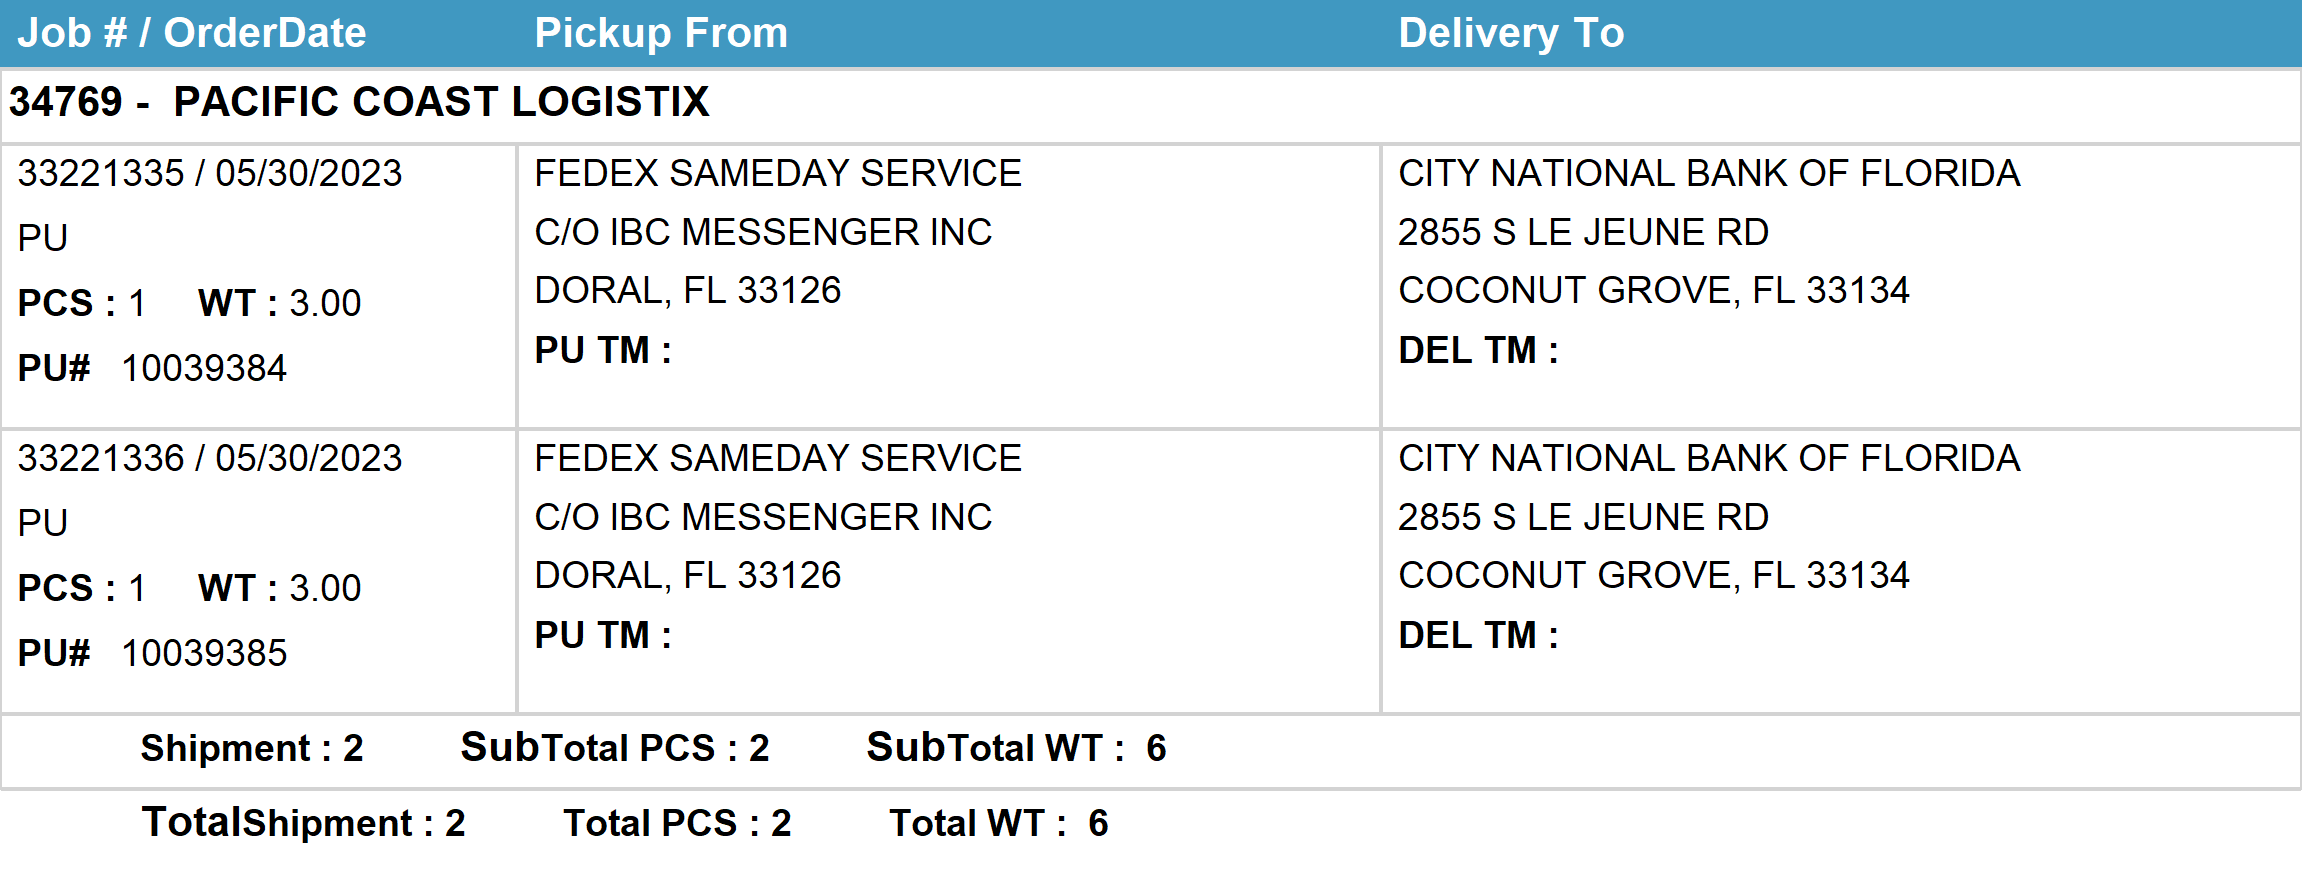 Job # / OrderDate Pickup From Delivery To
34769 - PACIFIC COAST LOGISTIX
33221335 / 05/30/2023
PU
PCS : 1 WT : 3.00
PU# 10039384
FEDEX SAMEDAY SERVICE
C/O IBC MESSENGER INC
DORAL, FL 33126
PU TM :
CITY NATIONAL BANK OF FLORIDA
2855 S LE JEUNE RD
COCONUT GROVE, FL 33134
DEL TM :
33221336 / 05/30/2023
PU
PCS : 1 WT : 3.00
PU# 10039385
FEDEX SAMEDAY SERVICE
C/O IBC MESSENGER INC
DORAL, FL 33126
PU TM :
CITY NATIONAL BANK OF FLORIDA
2855 S LE JEUNE RD
COCONUT GROVE, FL 33134
DEL TM :
Shipment : 2 SubTotal PCS : 2 SubTotal WT : 6
TotalShipment : 2 Total PCS : 2 Total WT : 6